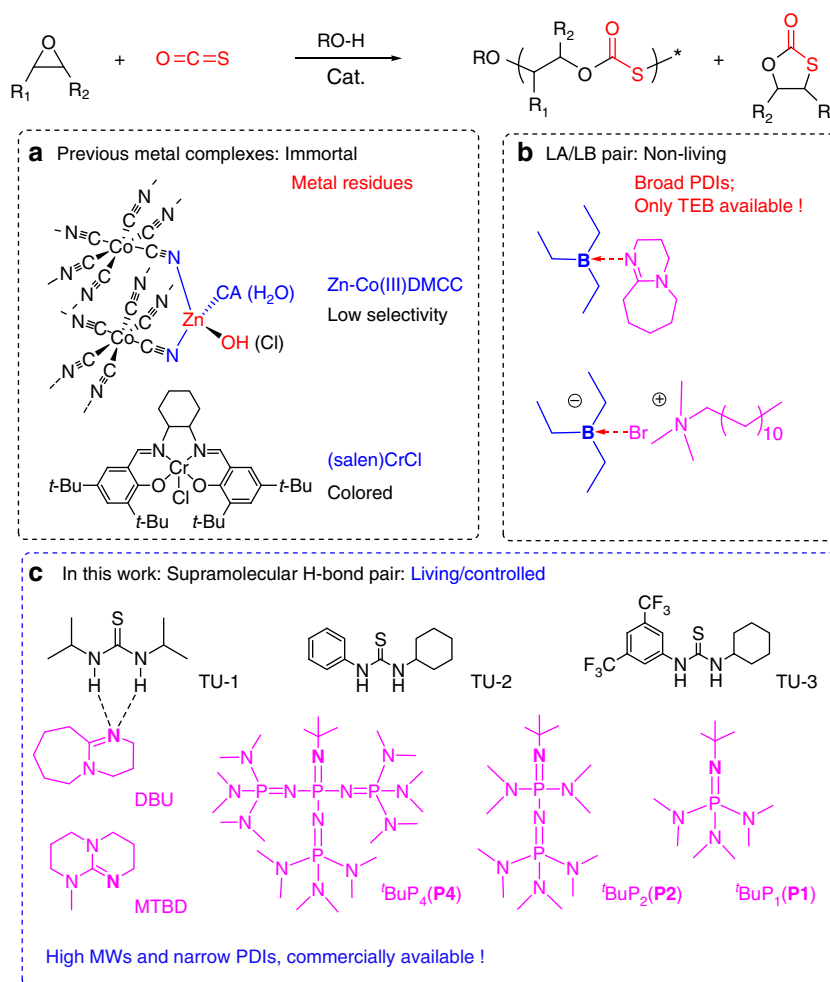 O
R₁ R₂
+
O=C=S
RO-H
Cat.
RO
R₂
O
O
S
*
R₁
+
O
O
S
R₂
R
a Previous metal complexes: Immortal
Metal residues
Co
C≡N
CA (H₂O)
Zn
OH (Cl)
Co
C≡N
Zn-Co(III)DMCC
Low selectivity
N N
Cr
O O
Cl
t-Bu
t-Bu
t-Bu
t-Bu
(salen)CrCl
Colored
b LA/LB pair: Non-living
Broad PDIs;
Only TEB available !
B
N
N
⊖
B
Br
⊕
N
10
c In this work: Supramolecular H-bond pair: Living/controlled
S
N N
H H
TU-1
S
N N
H H
TU-2
CF₃
F₃C
S
N N
H H
TU-3
N
N
DBU
N
N
N
MTBD
N
N
N
N
P=N
P
N=P
N
N
N
N
N
P
N
N
N
ᵗBuP₄(P4)
N
N
P
N
N
P
N
N
N
ᵗBuP₂(P2)
N
N
P
N
N
ᵗBuP₁(P1)
High MWs and narrow PDIs, commercially available !